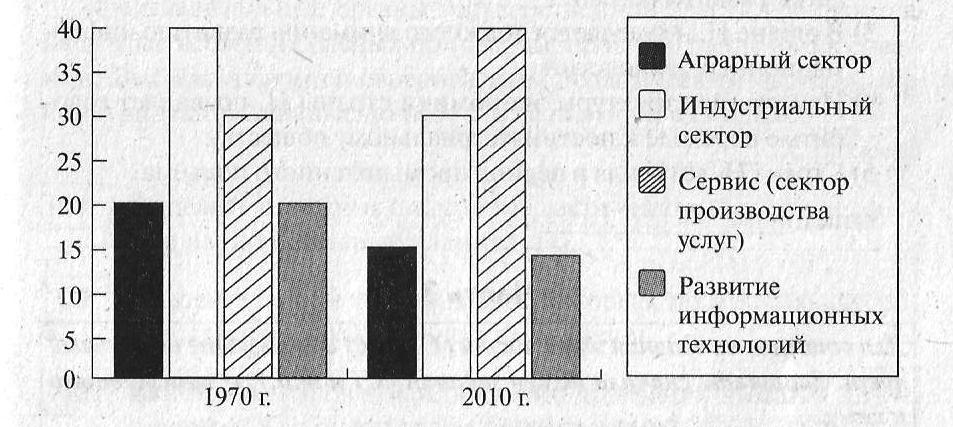 40
35
30
25
20
15
10
5
0
1970 г.
2010 г.
Аграрный сектор
Индустриальный
сектор
Сервис (сектор
производства
услуг)
Развитие
информационных
технологий